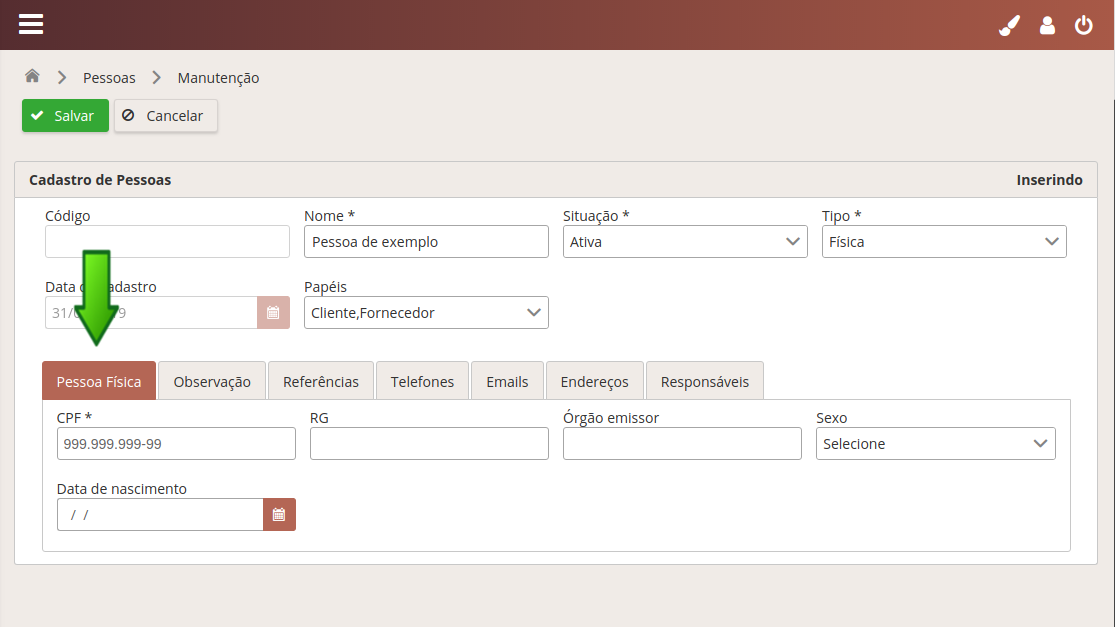 Pessoas Manutenção
Salvar Cancelar
Cadastro de Pessoas Inserindo
Código Nome * Situação * Tipo *
Pessoa de exemplo Ativa Física
Data adastro Papéis
31/ 9 Cliente,Fornecedor
Pessoa Física Observação Referências Telefones Emails Endereços Responsáveis
CPF * RG Órgão emissor Sexo
999.999.999-99 Selecione
Data de nascimento
/ /